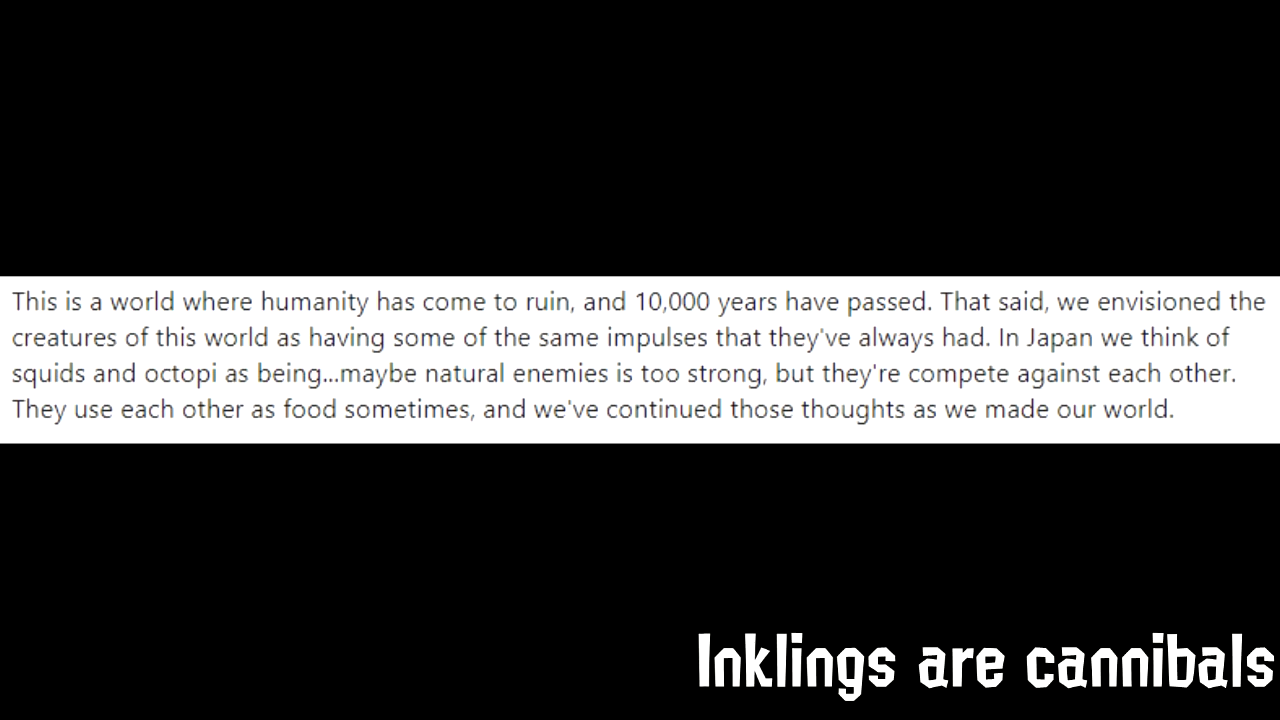 This is a world where humanity has come to ruin, and 10,000 years have passed. That said, we envisioned the
creatures of this world as having some of the same impulses that they've always had. In Japan we think of
squids and octopi as being...maybe natural enemies is too strong, but they're compete against each other.
They use each other as food sometimes, and we've continued those thoughts as we made our world.
Inklings are cannibals